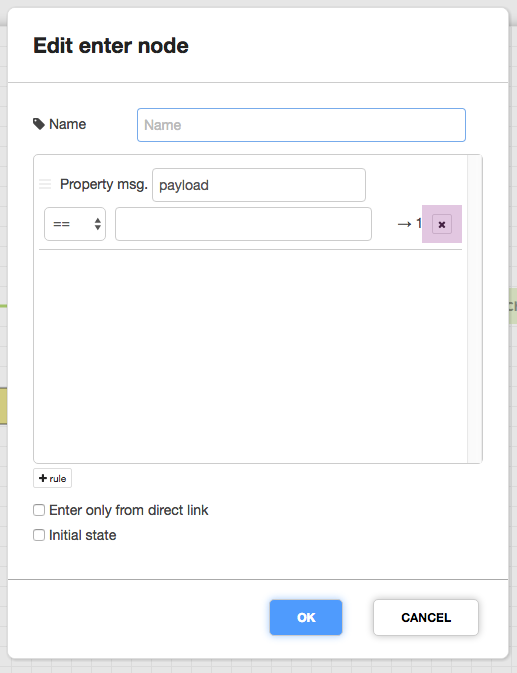 Edit enter node
Name
Name
Property msg. payload
== → 1 ×
+ rule
Enter only from direct link
Initial state
OK CANCEL